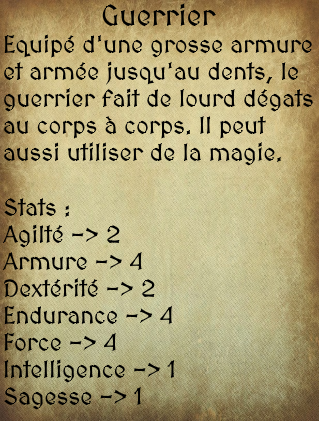 Guerrier
Equipé d'une grosse armure
et armée jusqu'au dents, le
guerrier fait de lourd dégats
au corps à corps. Il peut
aussi utiliser de la magie.
Stats :
Agilté -> 2
Armure -> 4
Dextérité -> 2
Endurance -> 4
Force -> 4
Intelligence -> 1
Sagesse -> 1